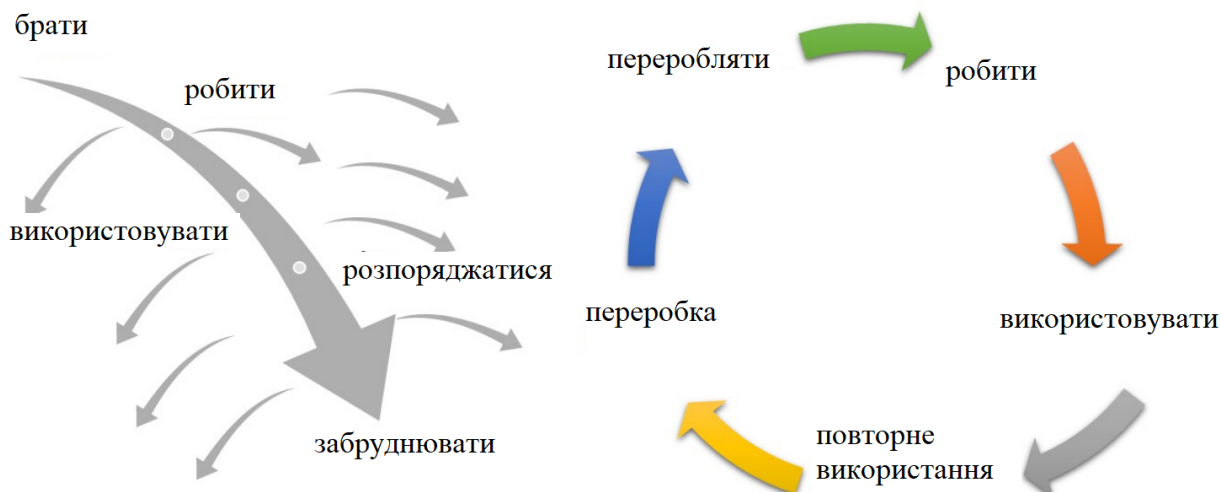 брати
робити
використовувати
розпоряджатися
забруднювати
переробляти
робити
використовувати
повторне
використання
переробка